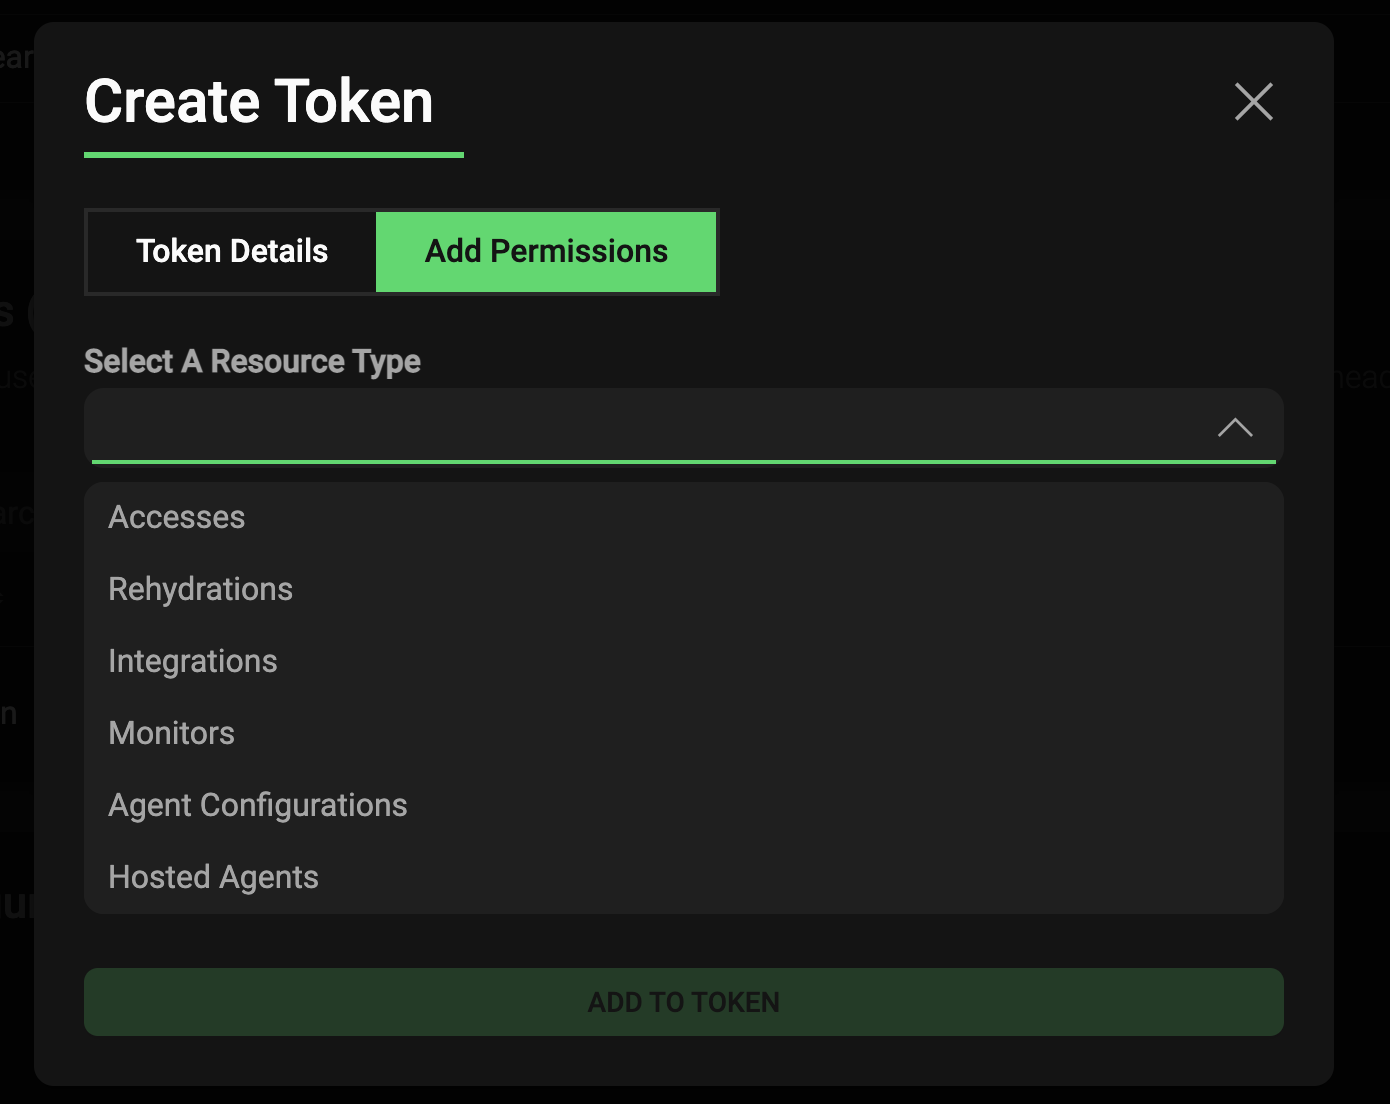 Create Token
Token Details
Add Permissions
Select A Resource Type
Accesses
Rehydrations
Integrations
Monitors
Agent Configurations
Hosted Agents
ADD TO TOKEN